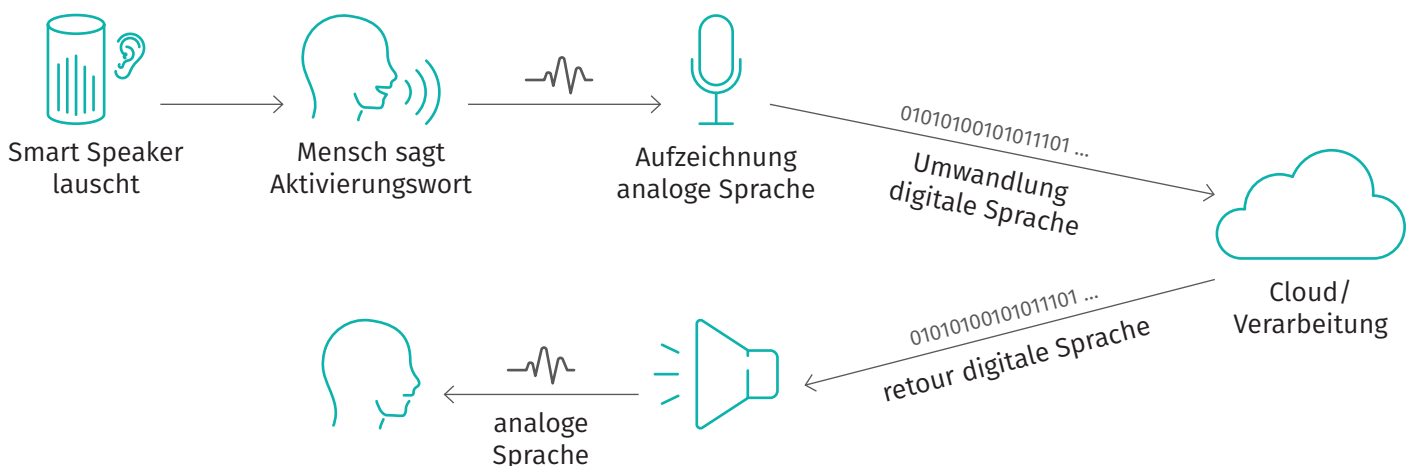 Smart Speaker
lauscht
Mensch sagt
Aktivierungswort
Aufzeichnung
analoge Sprache
01010100101011101 ...
Umwandlung
digitale Sprache
Cloud/
Verarbeitung
01010100101011101 ...
retour digitale Sprache
analoge
Sprache